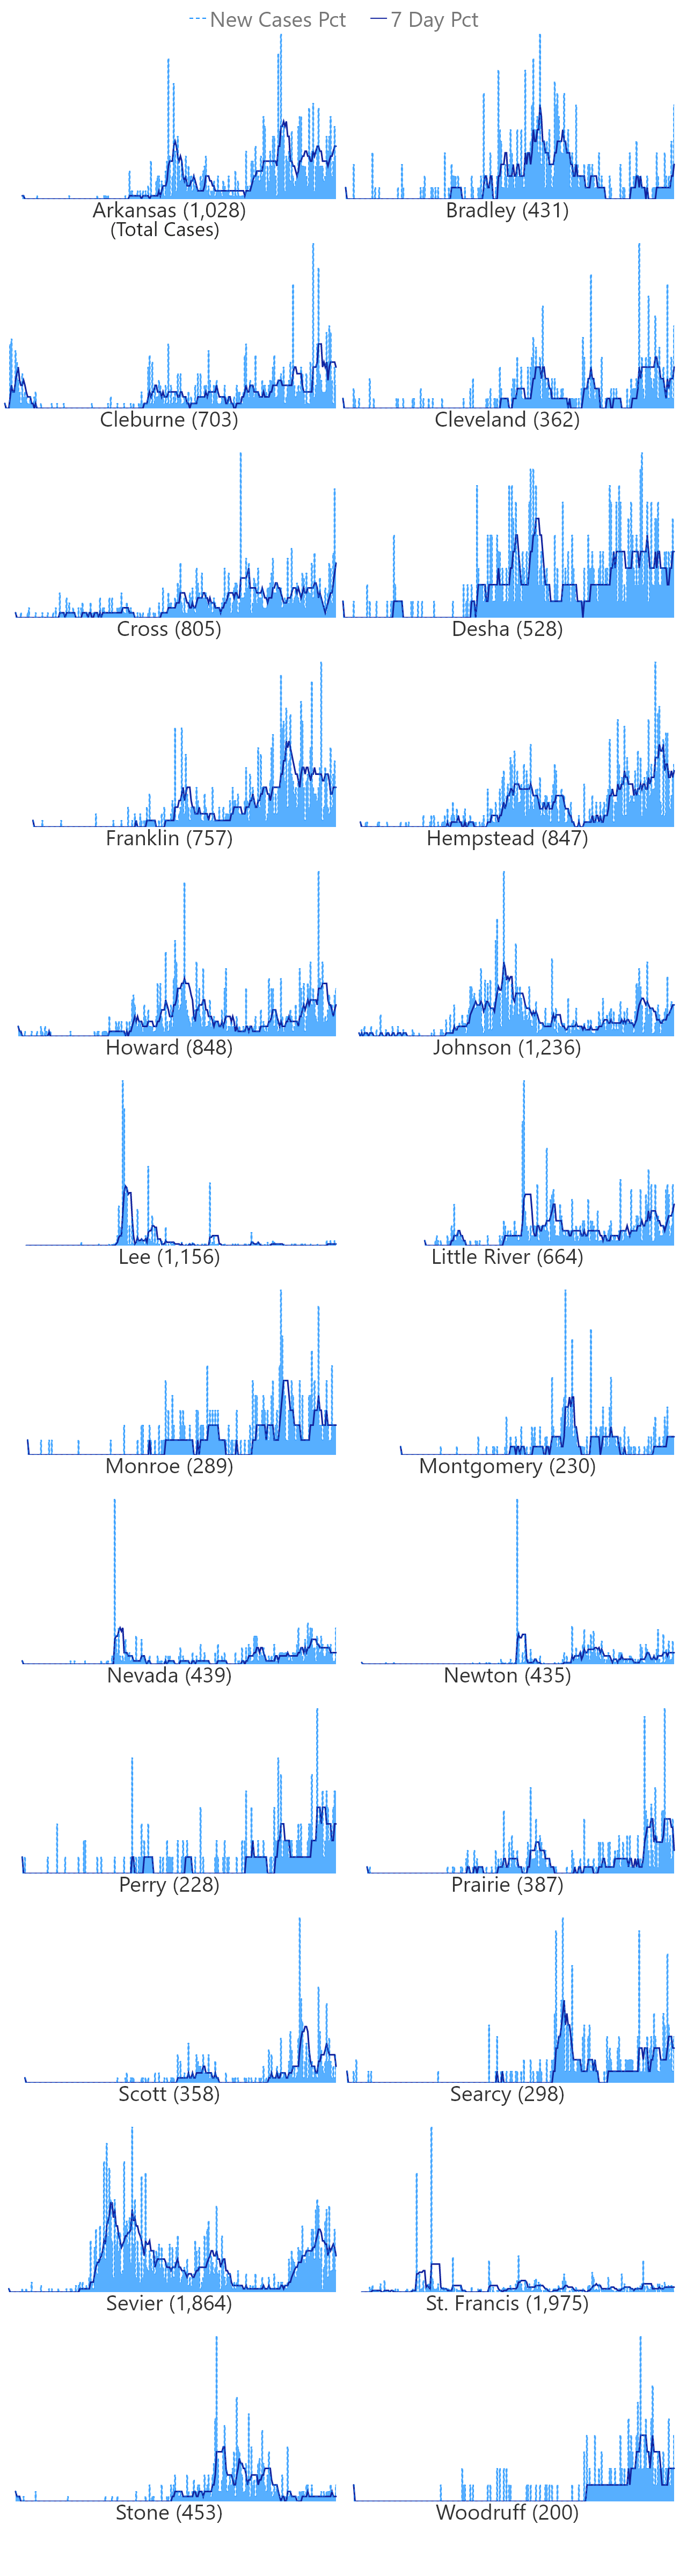 New Cases Pct 7 Day Pct
Arkansas (1,028)
(Total Cases)
Bradley (431)
Cleburne (703)
Cleveland (362)
Cross (805)
Desha (528)
Franklin (757)
Hempstead (847)
Howard (848)
Johnson (1,236)
Lee (1,156)
Little River (664)
Monroe (289)
Montgomery (230)
Nevada (439)
Newton (435)
Perry (228)
Prairie (387)
Scott (358)
Searcy (298)
Sevier (1,864)
St. Francis (1,975)
Stone (453)
Woodruff (200)